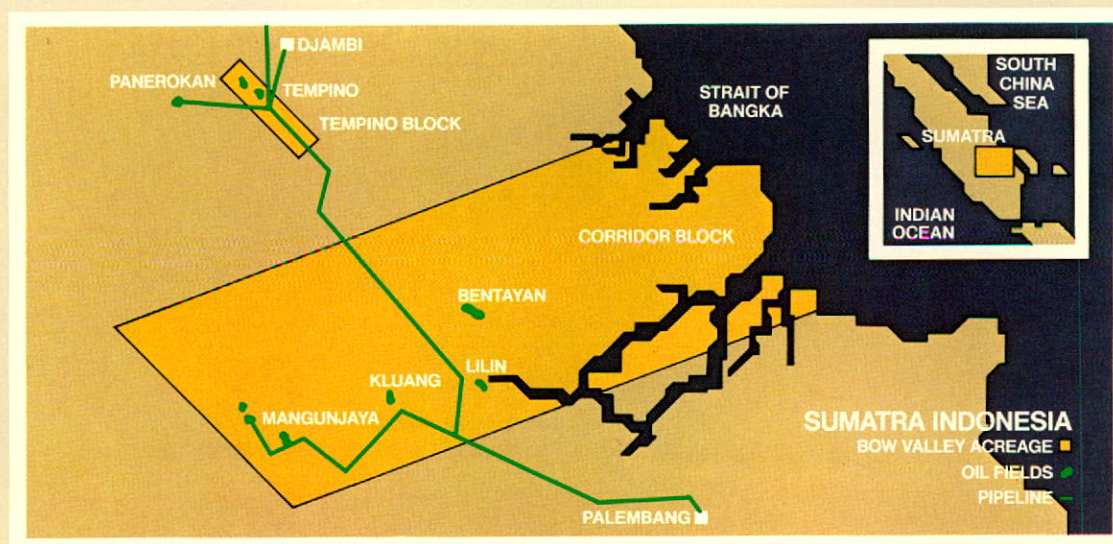 DJAMBI
PANEROKAN
TEMPINO
TEMPINO BLOCK
STRAIT OF
BANGKA
SOUTH
CHINA
SEA
SUMATRA
INDIAN
OCEAN
CORRIDOR BLOCK
BENTAYAN
LILIN
KLUANG
MANGUNJAYA
PALEMBANG
SUMATRA INDONESIA
BOW VALLEY ACREAGE
OIL FIELDS
PIPELINE